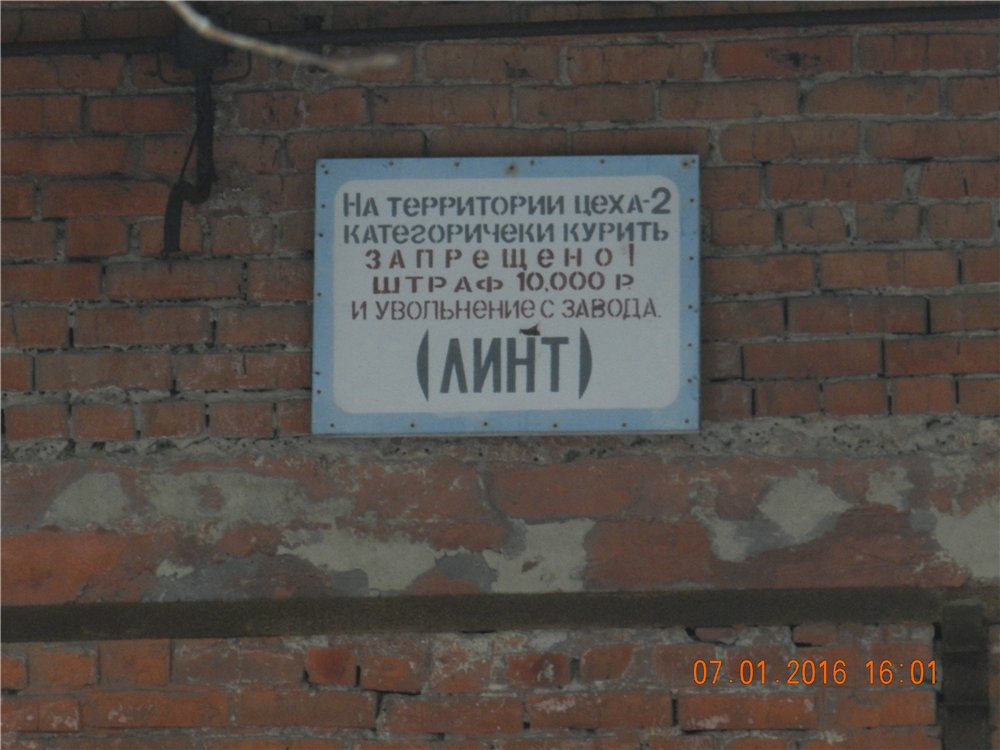 На территории цеха-2
категоричеки курить
запрещено!
штраф 10.000 р
и увольнение с завода.
(ЛИНТ)
07.01.2016 16:01